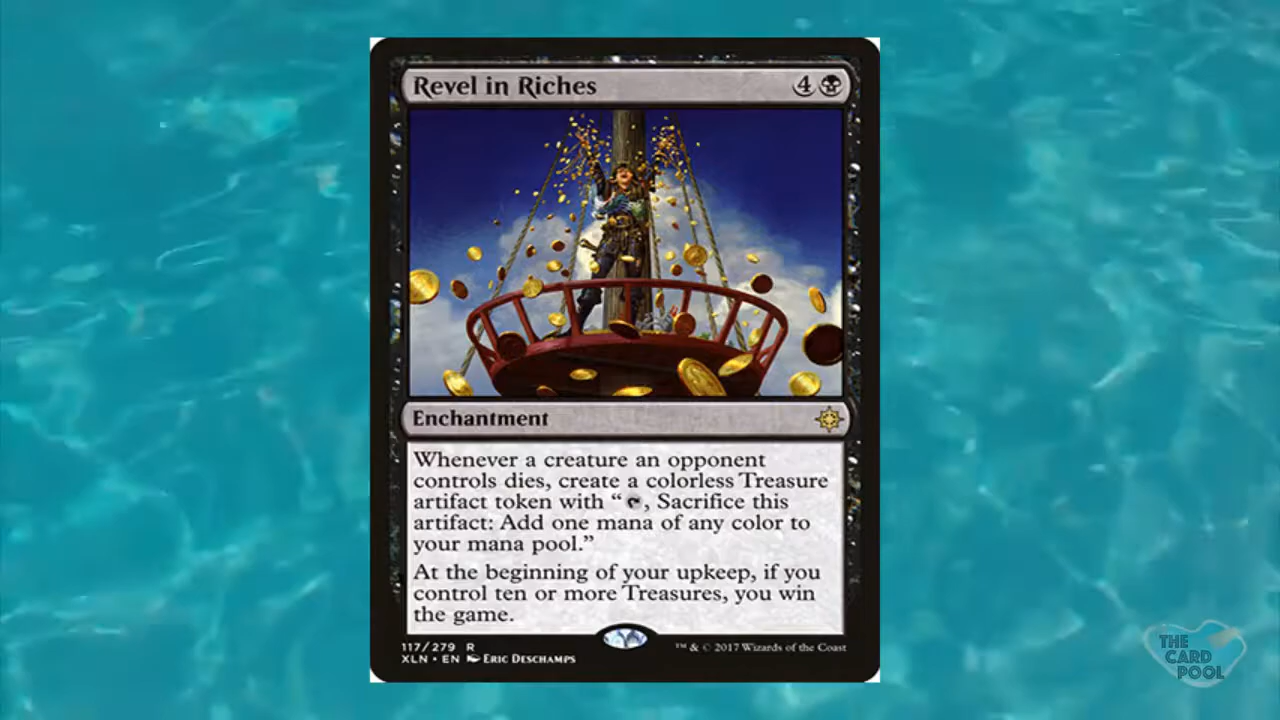 Revel in Riches 4
Enchantment
Whenever a creature an opponent
controls dies, create a colorless Treasure
artifact token with “ , Sacrifice this
artifact: Add one mana of any color to
your mana pool.”
At the beginning of your upkeep, if you
control ten or more Treasures, you win
the game.
117/279 R
XLN • EN Eric Deschamps
™ & © 2017 Wizards of the Coast
THE
CARD
POOL